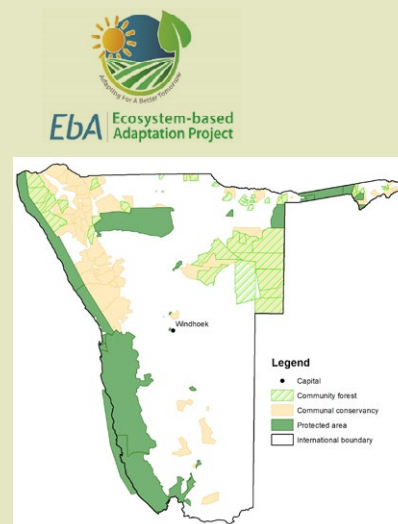 Adapting For A Better Tomorrow
EbA
Ecosystem-based
Adaptation Project
Windhoek
Legend
Capital
Community forest
Communal conservancy
Protected area
International boundary